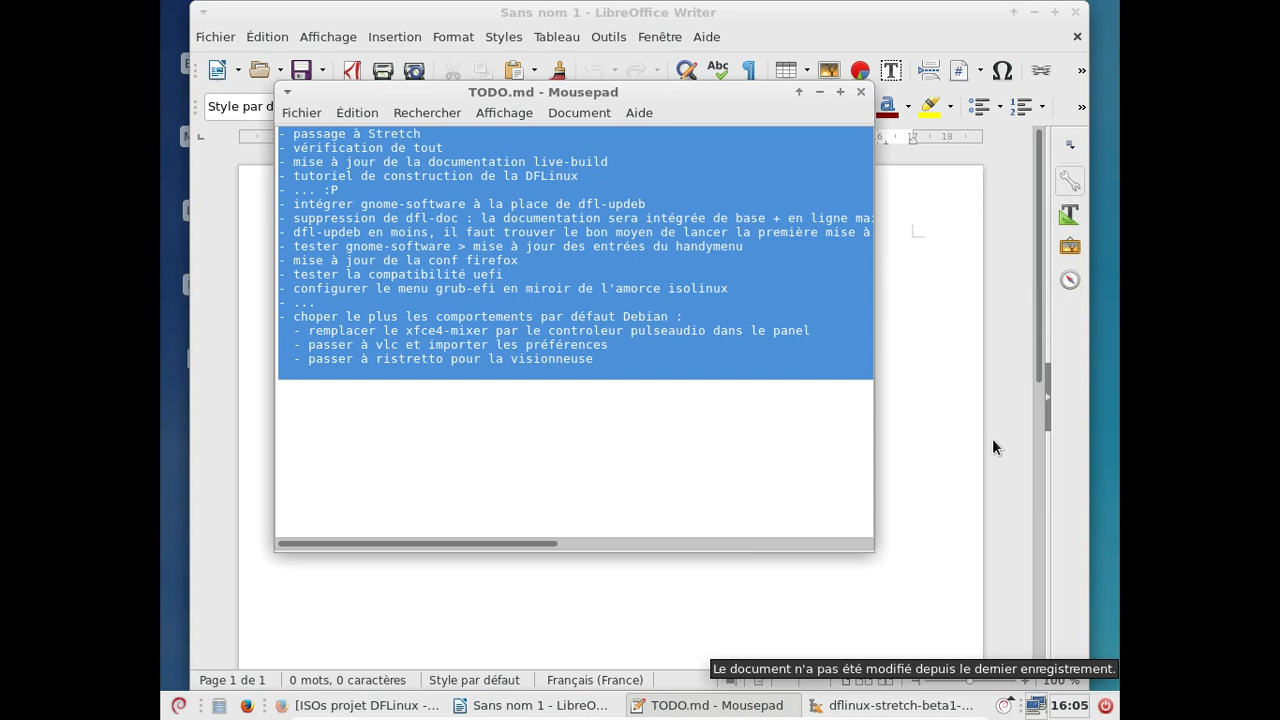 Sans nom 1 - LibreOffice Writer
Fichier Édition Affichage Insertion Format Styles Tableau Outils Fenêtre Aide
Abc
Style par d
TODO.md - Mousepad
Fichier Édition Rechercher Affichage Document Aide
17 18
- passage à Stretch
- vérification de tout
- mise à jour de la documentation live-build
- tutoriel de construction de la DFLinux
- ... :P
- intégrer gnome-software à la place de dfl-updeb
- suppression de dfl-doc : la documentation sera intégrée de base + en ligne mai
- dfl-updeb en moins, il faut trouver le bon moyen de lancer la première mise à
- tester gnome-software > mise à jour des entrées du handymenu
- mise à jour de la conf firefox
- tester la compatibilité uefi
- configurer le menu grub-efi en miroir de l'amorce isolinux
- ...
- choper le plus les comportements par défaut Debian :
- remplacer le xfce4-mixer par le controleur pulseaudio dans le panel
- passer à vlc et importer les préférences
- passer à ristretto pour la visionneuse
Le document n'a pas été modifié depuis le dernier enregistrement.
Page 1 de 1 0 mots, 0 caractères Style par défaut Français (France) 100 %
[ISOs projet DFLinux -... Sans nom 1 - LibreO... TODO.md - Mousepad dflinux-stretch-beta1-... 16:05